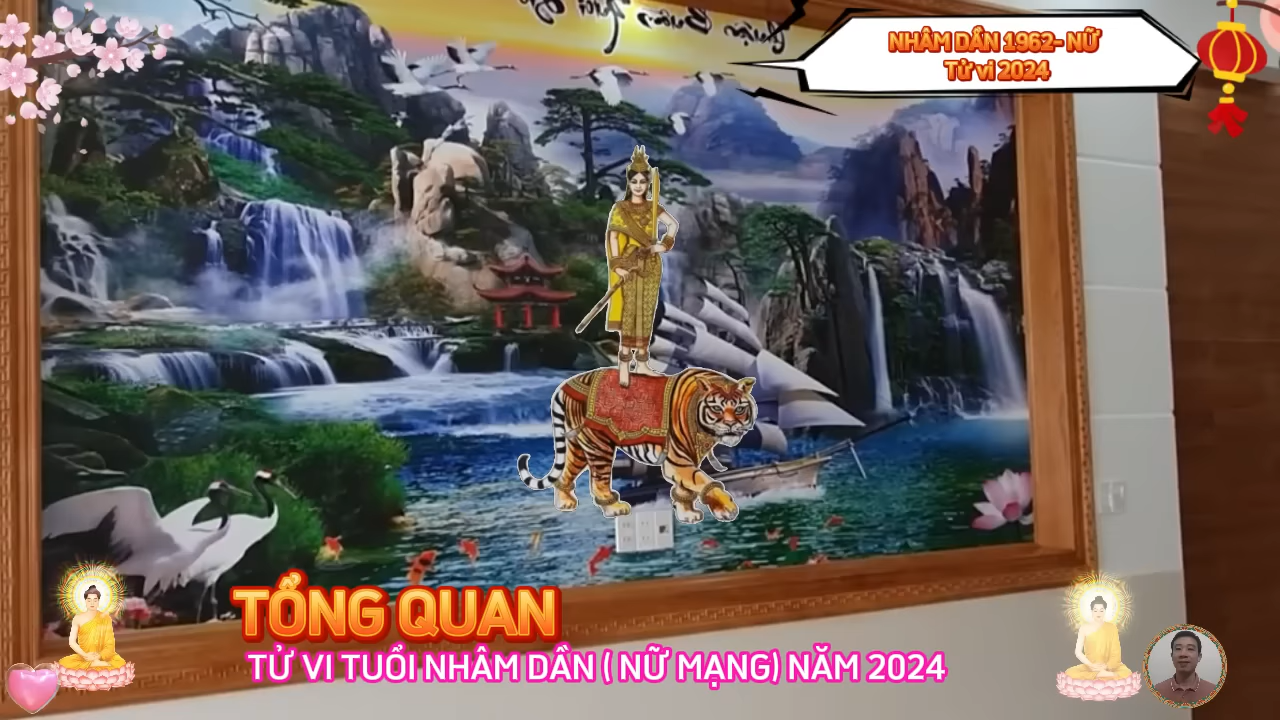 NHÂM DẦN 1962- NỮ
Tử vi 2024
TỔNG QUAN
TỬ VI TUỔI NHÂM DẦN ( NỮ MẠNG) NĂM 2024